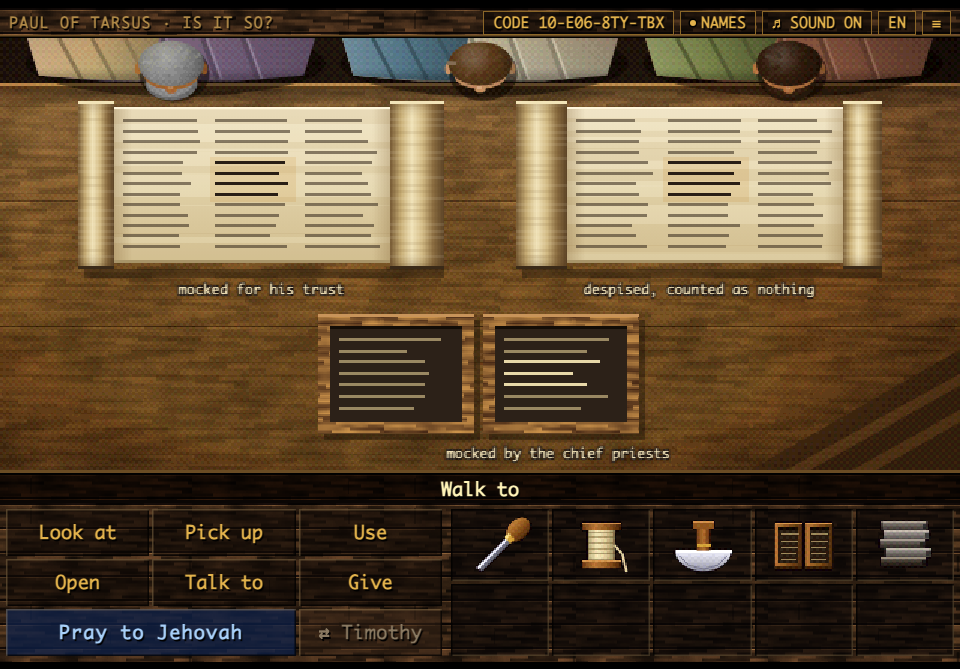 PAUL OF TARSUS · IS IT SO?
CODE 10-E06-8TY-TBX
• NAMES
♬ SOUND ON
EN
≡
mocked for his trust
despised, counted as nothing
mocked by the chief priests
Walk to
Look at
Pick up
Use
Open
Talk to
Give
Pray to Jehovah
⇄ Timothy